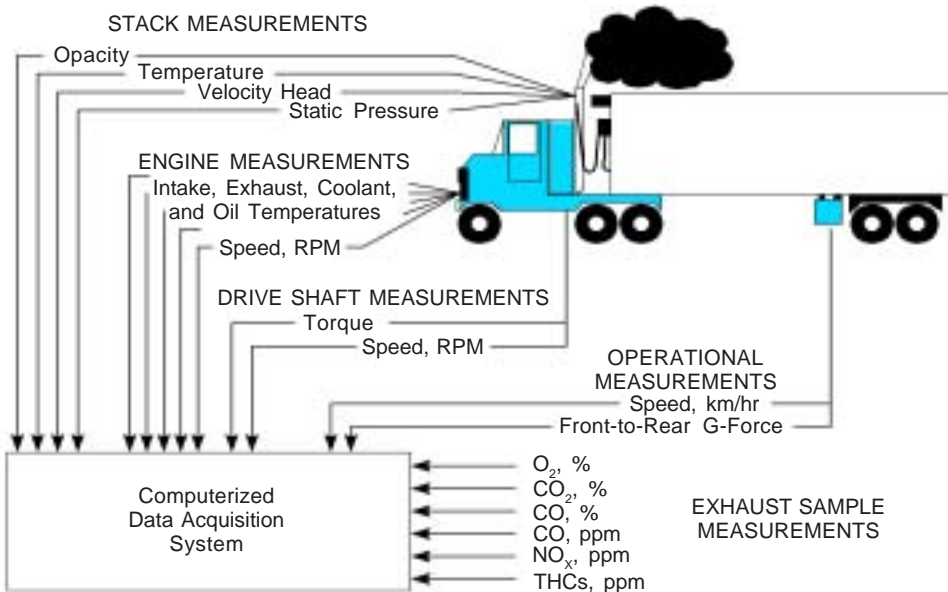 STACK MEASUREMENTS
Opacity
Temperature
Velocity Head
Static Pressure
ENGINE MEASUREMENTS
Intake, Exhaust, Coolant,
and Oil Temperatures
Speed, RPM
DRIVE SHAFT MEASUREMENTS
Torque
Speed, RPM
OPERATIONAL
MEASUREMENTS
Speed, km/hr
Front-to-Rear G-Force
Computerized
Data Acquisition
System
O₂, %
CO₂, %
CO, %
CO, ppm
NOₓ, ppm
THCs, ppm
EXHAUST SAMPLE
MEASUREMENTS